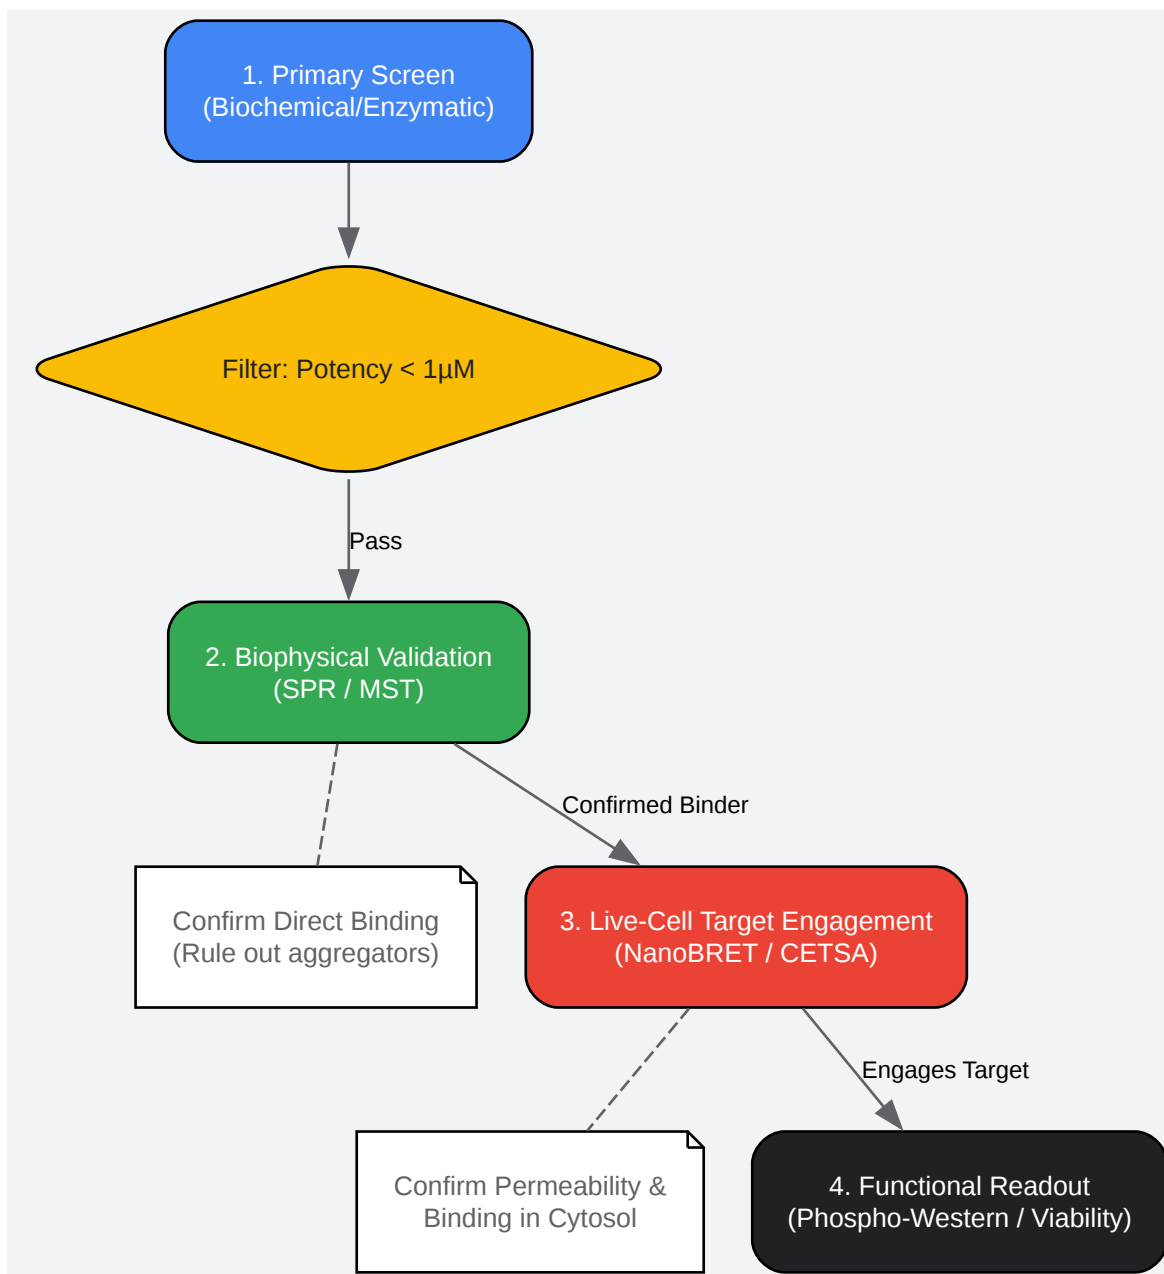 1. Primary Screen
(Biochemical/Enzymatic)
Filter: Potency < 1µM
Pass
2. Biophysical Validation
(SPR / MST)
Confirmed Binder
Confirm Direct Binding
(Rule out aggregators)
3. Live-Cell Target Engagement
(NanoBRET / CETSA)
Engages Target
Confirm Permeability &
Binding in Cytosol
4. Functional Readout
(Phospho-Western / Viability)